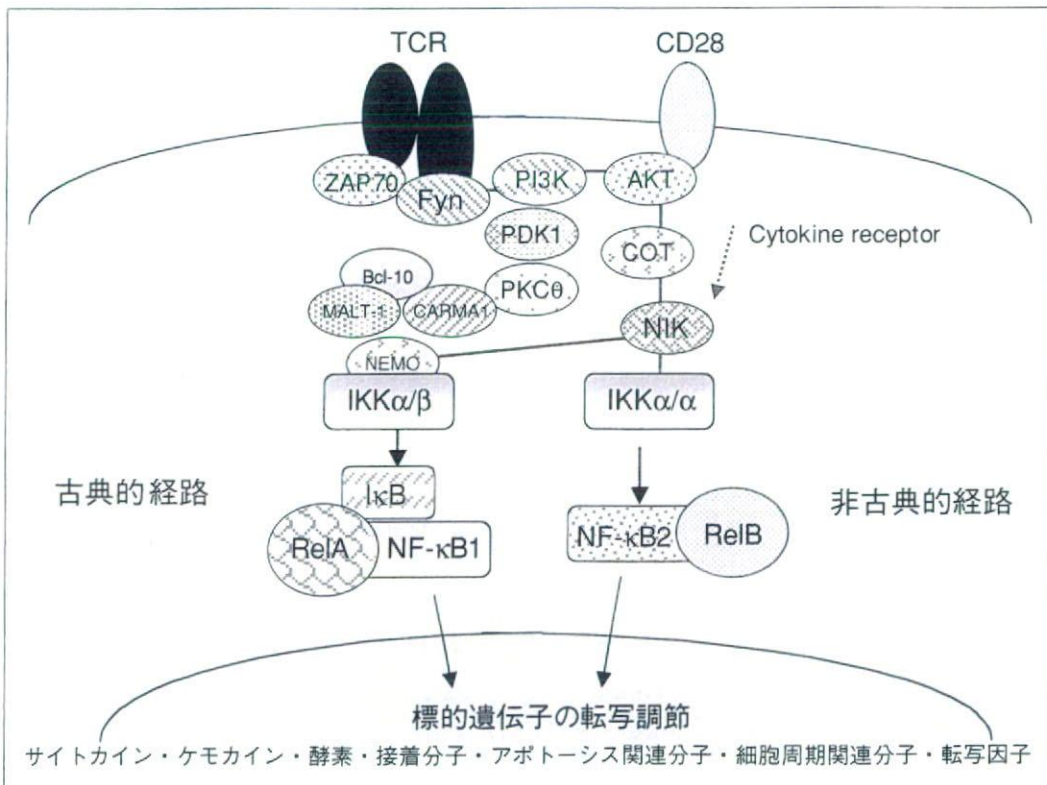 TCR
CD28
ZAP70
Fyn
PI3K
AKT
PDK1
COT
Cytokine receptor
Bcl-10
MALT-1
CARMA1
PKCθ
NIK
NEMO
IKKα/β
IKKα/α
古典的経路
IκB
非古典的経路
RelA
NF-κB1
NF-κB2
RelB
標的遺伝子の転写調節
サイトカイン・ケモカイン・酵素・接着分子・アポトーシス関連分子・細胞周期関連分子・転写因子